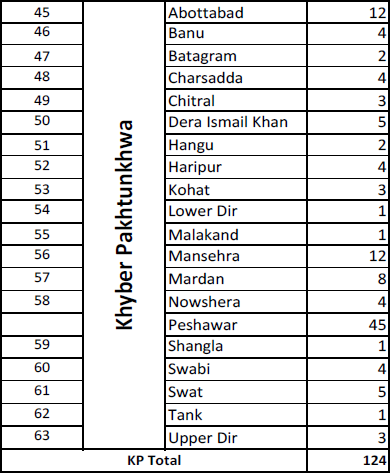 45 Abottabad 12
46 Banu 4
47 Batagram 2
48 Charsadda 4
49 Chitral 3
50 Dera Ismail Khan 5
51 Hangu 2
52 Haripur 4
53 Kohat 3
54 Lower Dir 1
55 Malakand 1
56 Mansehra 12
57 Mardan 8
58 Nowshera 4
Peshawar 45
59 Shangla 1
60 Swabi 4
61 Swat 5
62 Tank 1
63 Upper Dir 3
Khyber Pakhtunkhwa
KP Total 124